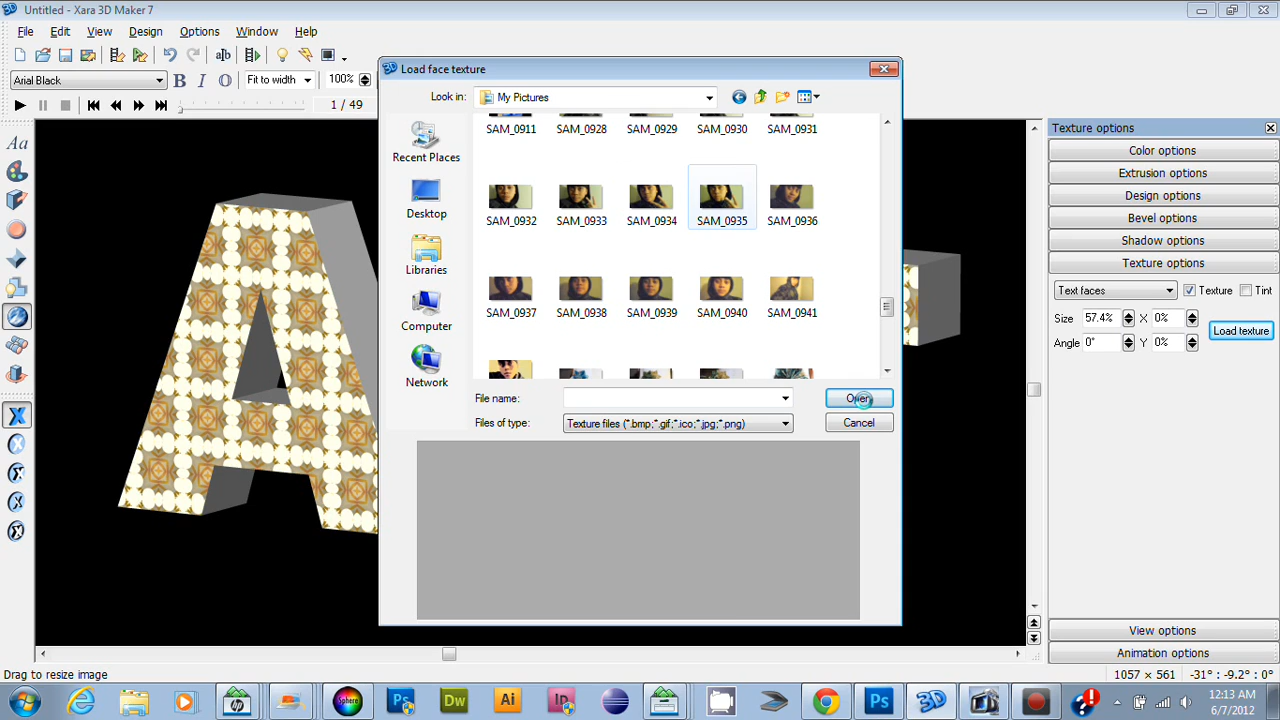 Untitled - Xara 3D Maker 7
File Edit View Design Options Window Help
Arial Black B I O Fit to width 100%
1 / 49
Load face texture
Look in: My Pictures
Recent Places
Desktop
Libraries
Computer
Network
SAM_0911 SAM_0928 SAM_0929 SAM_0930 SAM_0931
SAM_0932 SAM_0933 SAM_0934 SAM_0935 SAM_0936
SAM_0937 SAM_0938 SAM_0939 SAM_0940 SAM_0941
File name: Open
Files of type: Texture files (*.bmp;*.gif;*.ico;*.jpg;*.png) Cancel
Texture options
Color options
Extrusion options
Design options
Bevel options
Shadow options
Texture options
Text faces Texture Tint
Size 57.4% X 0% Load texture
Angle 0° Y 0%
View options
Animation options
Drag to resize image 1057 × 561 -31° : -9.2° : 0°
12:13 AM
6/7/2012